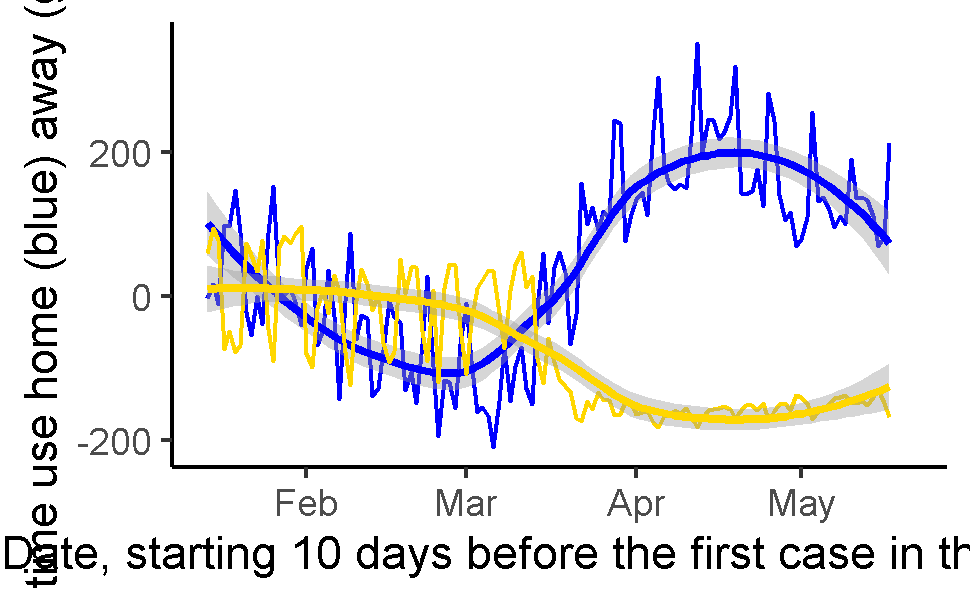 time use home (blue) away (
200
0
-200
Feb Mar Apr May
Date, starting 10 days before the first case in th